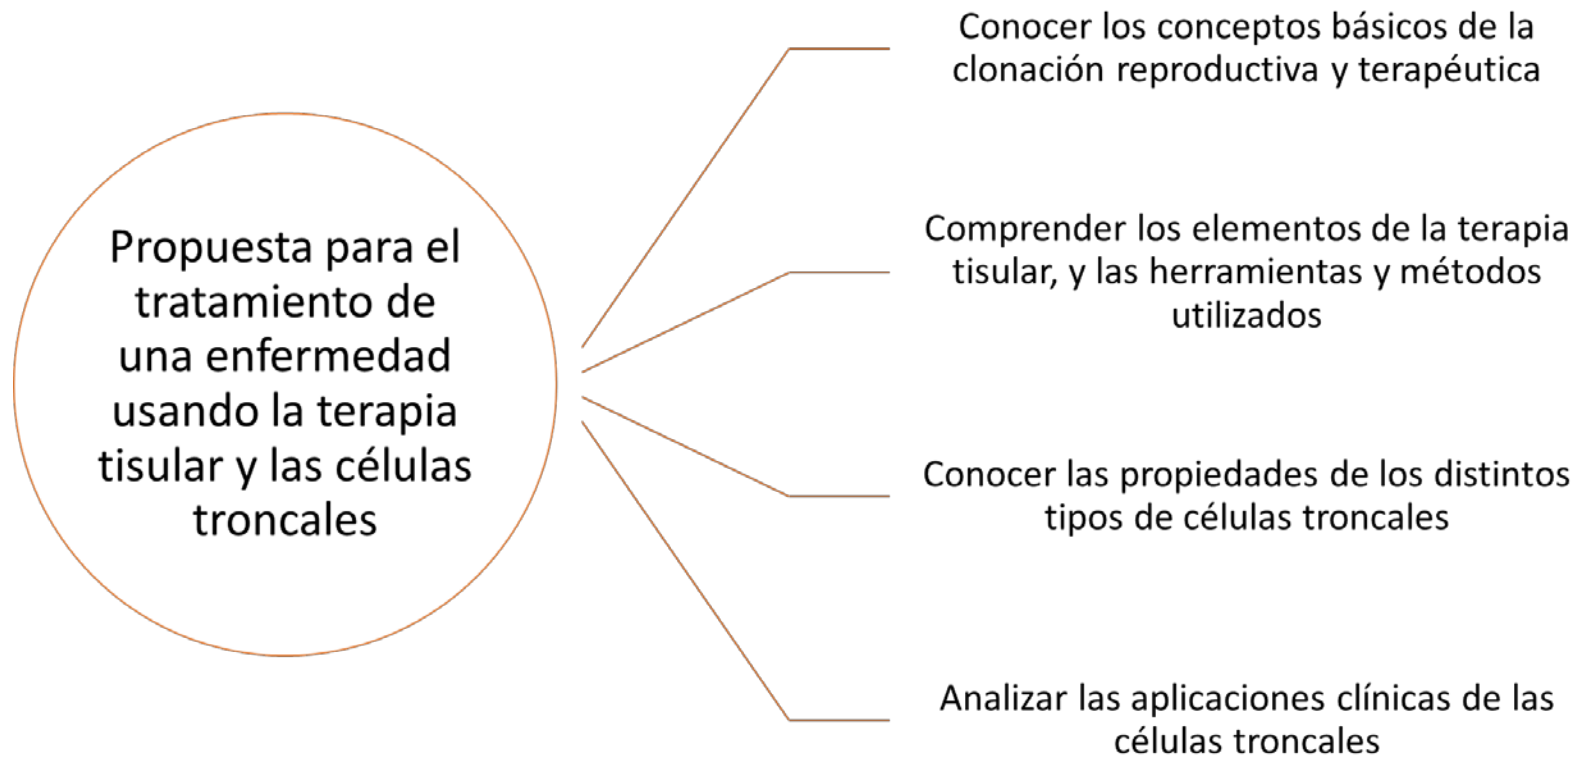 Propuesta para el
tratamiento de
una enfermedad
usando la terapia
tisular y las células
troncales
Conocer los conceptos básicos de la
clonación reproductiva y terapéutica
Comprender los elementos de la terapia
tisular, y las herramientas y métodos
utilizados
Conocer las propiedades de los distintos
tipos de células troncales
Analizar las aplicaciones clínicas de las
células troncales